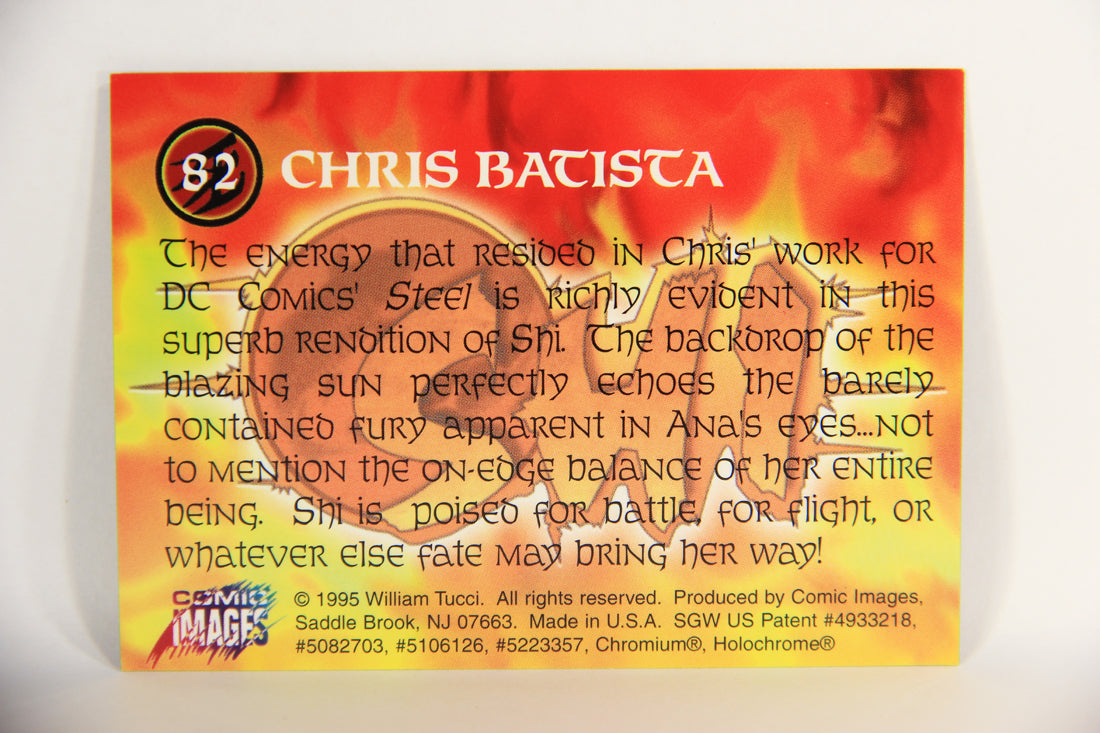 82 CHRIS BATISTA
The energy that resided in Chris' work for
DC Comics' Steel is richly evident in this
superb rendition of Shi. The backdrop of the
blazing sun perfectly echoes the barely
contained fury apparent in Ana's eyes...not
to mention the on-edge balance of her entire
being. Shi is poised for battle, for flight, or
whatever else fate may bring her way!
SHI
COMIC
IMAGES
© 1995 William Tucci. All rights reserved. Produced by Comic Images,
Saddle Brook, NJ 07663. Made in U.S.A. SGW US Patent #4933218,
#5082703, #5106126, #5223357, Chromium®, Holochrome®